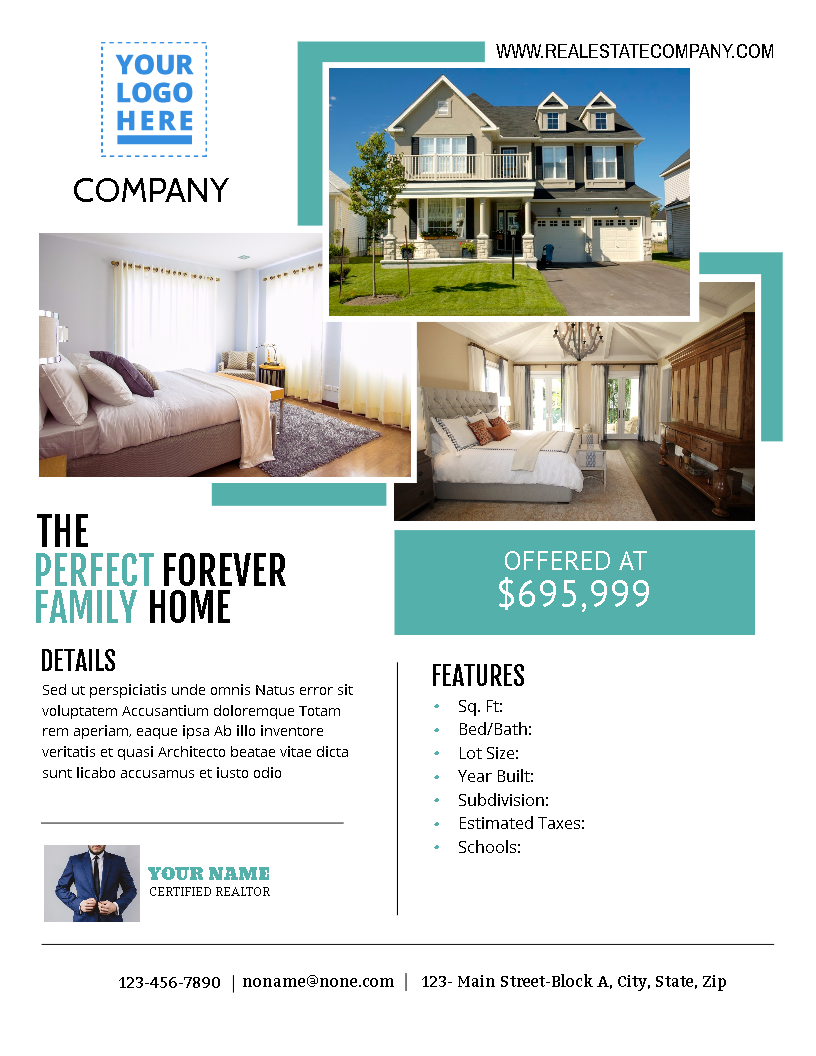 YOUR
LOGO
HERE
COMPANY
WWW.REALESTATECOMPANY.COM
THE
PERFECT FOREVER
FAMILY HOME
OFFERED AT
$695,999
DETAILS
Sed ut perspiciatis unde omnis Natus error sit
voluptatem Accusantium doloremque Totam
rem aperiam, eaque ipsa Ab illo inventore
veritatis et quasi Architecto beatae vitae dicta
sunt licabo accusamus et iusto odio
FEATURES
• Sq. Ft:
• Bed/Bath:
• Lot Size:
• Year Built:
• Subdivision:
• Estimated Taxes:
• Schools:
YOUR NAME
CERTIFIED REALTOR
123-456-7890 | noname@none.com | 123- Main Street-Block A, City, State, Zip